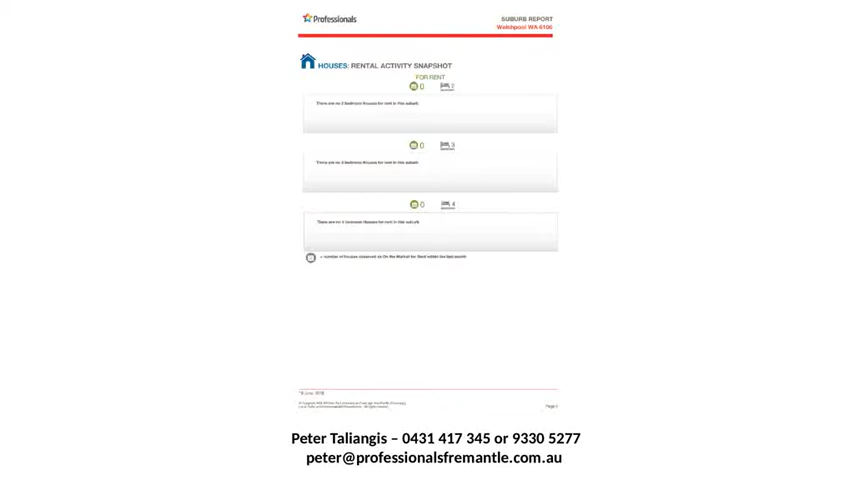 Professionals
SUBURB REPORT
Welshpool WA 6106
HOUSES: RENTAL ACTIVITY SNAPSHOT
FOR RENT
0 2
There are no 2 bedroom Houses for rent in this suburb
0 3
There are no 3 bedroom Houses for rent in this suburb
0 4
There are no 4 bedroom Houses for rent in this suburb
= number of houses observed as On the Market for Rent within the last month
Page
Peter Taliangis – 0431 417 345 or 9330 5277
peter@professionalsfremantle.com.au